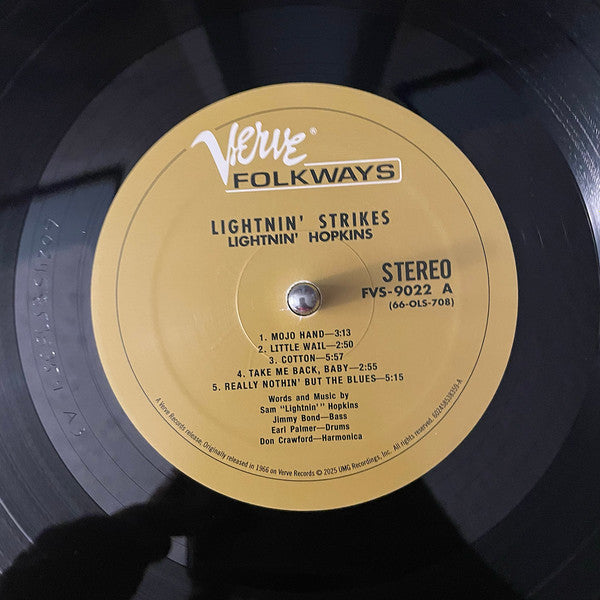 Verve®
FOLKWAYS
LIGHTNIN' STRIKES
LIGHTNIN' HOPKINS
STEREO
FVS-9022 A
(66-OLS-708)
1. MOJO HAND—3:13
2. LITTLE WAIL—2:50
3. COTTON—5:57
4. TAKE ME BACK, BABY—2:55
5. REALLY NOTHIN' BUT THE BLUES—5:15
Words and Music by
Sam "Lightnin'" Hopkins
Jimmy Bond—Bass
Earl Palmer—Drums
Don Crawford—Harmonica
A Verve Records release. Originally released in 1966 on Verve Records © 2025 UMG Recordings, Inc. All rights reserved. 602458538359-A